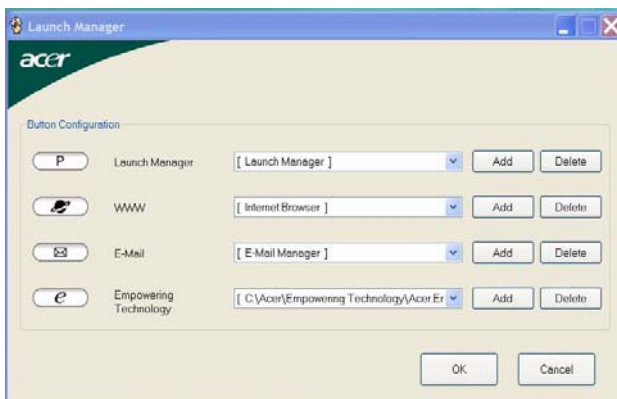 Launch Manager
acer
Button Configuration
P Launch Manager [ Launch Manager ] Add Delete
WWW [ Internet Browser ] Add Delete
E-Mail [ E-Mail Manager ] Add Delete
e Empowering Technology [ C:\Acer\Empowering Technology\Acer Er Add Delete
OK Cancel